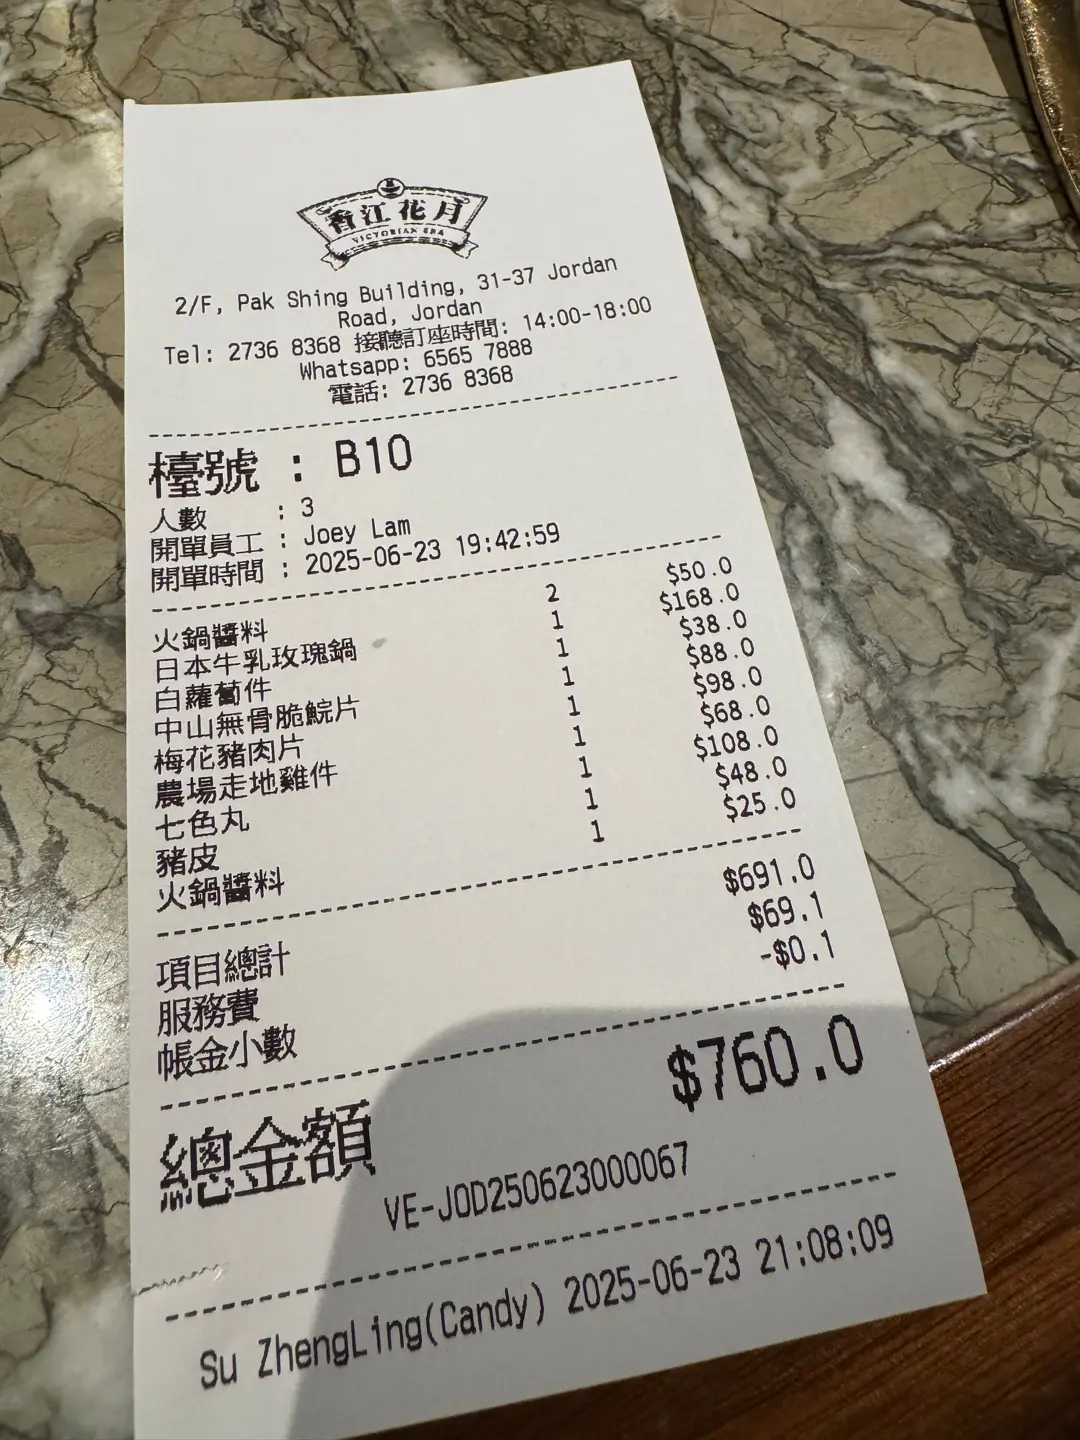 香江花月
VICTORIAN ERA
2/F, Pak Shing Building, 31-37 Jordan
Road, Jordan
Tel: 2736 8368 接聽訂座時間: 14:00-18:00
Whatsapp: 6565 7888
電話: 2736 8368
檯號 : B10
人數 : 3
開單員工 : Joey Lam
開單時間 : 2025-06-23 19:42:59
火鍋醬料 2 $50.0
日本牛乳玫瑰鍋 1 $168.0
白蘿蔔件 1 $38.0
中山無骨脆鯇片 1 $88.0
梅花豬肉片 1 $98.0
農場走地雞件 1 $68.0
七色丸 1 $108.0
豬皮 1 $48.0
火鍋醬料 1 $25.0
項目總計 $691.0
服務費 $69.1
帳金小數 -$0.1
總金額 $760.0
VE-JOD250623000067
Su ZhengLing(Candy) 2025-06-23 21:08:09